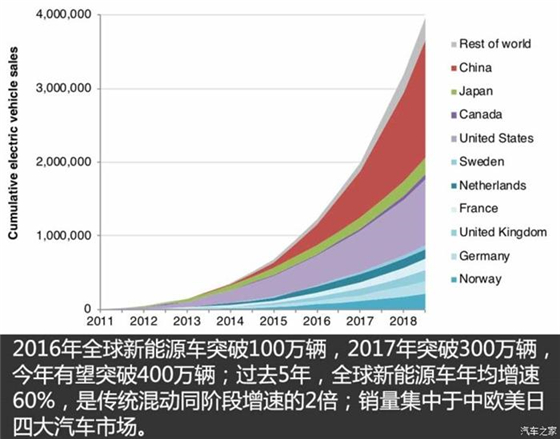 4,000,000
3,000,000
2,000,000
1,000,000
0
Cumulative electric vehicle sales
2011
2012
2013
2014
2015
2016
2017
2018
Rest of world
China
Japan
Canada
United States
Sweden
Netherlands
France
United Kingdom
Germany
Norway
2016年全球新能源车突破100万辆，2017年突破300万辆，
今年有望突破400万辆；过去5年，全球新能源车年均增速
60%，是传统混动同阶段增速的2倍；销量集中于中欧美日
四大汽车市场。
汽车之家